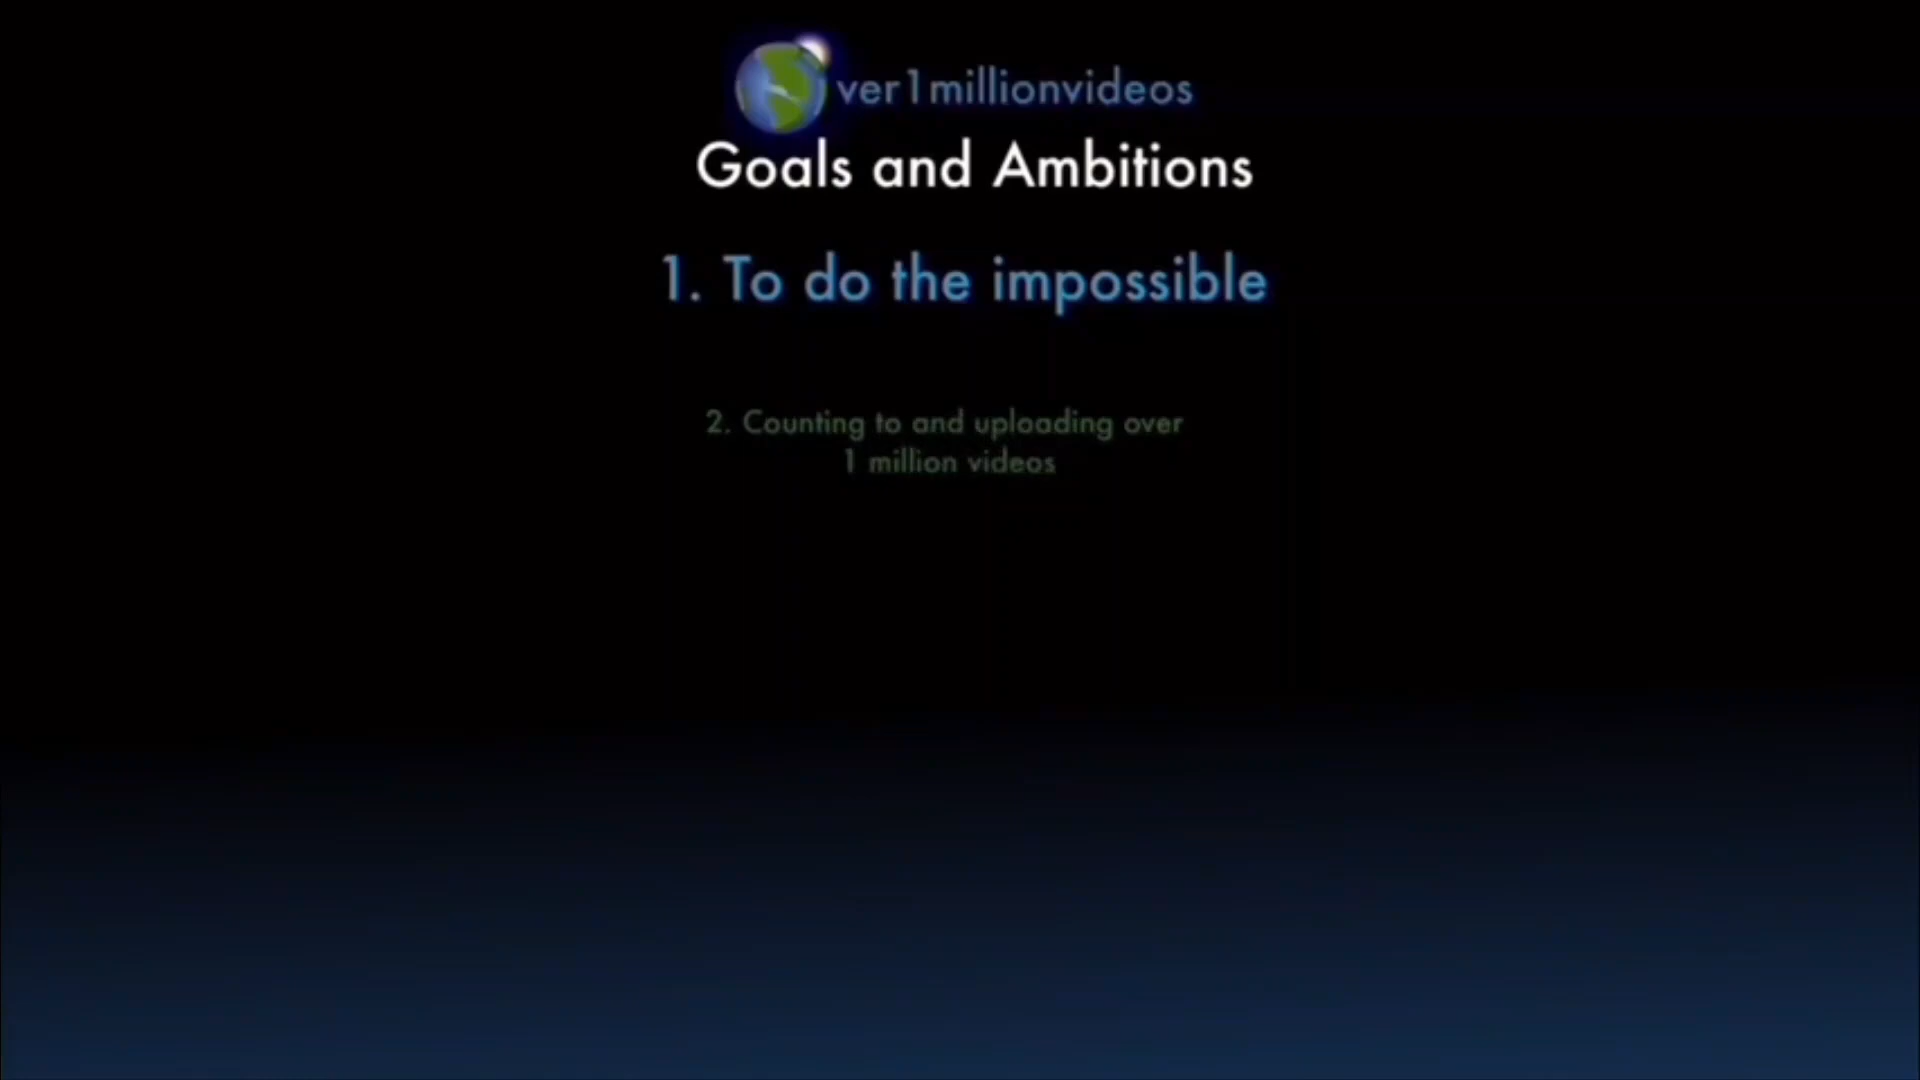 ver1millionvideos
Goals and Ambitions
1. To do the impossible
2. Counting to and uploading over
1 million videos